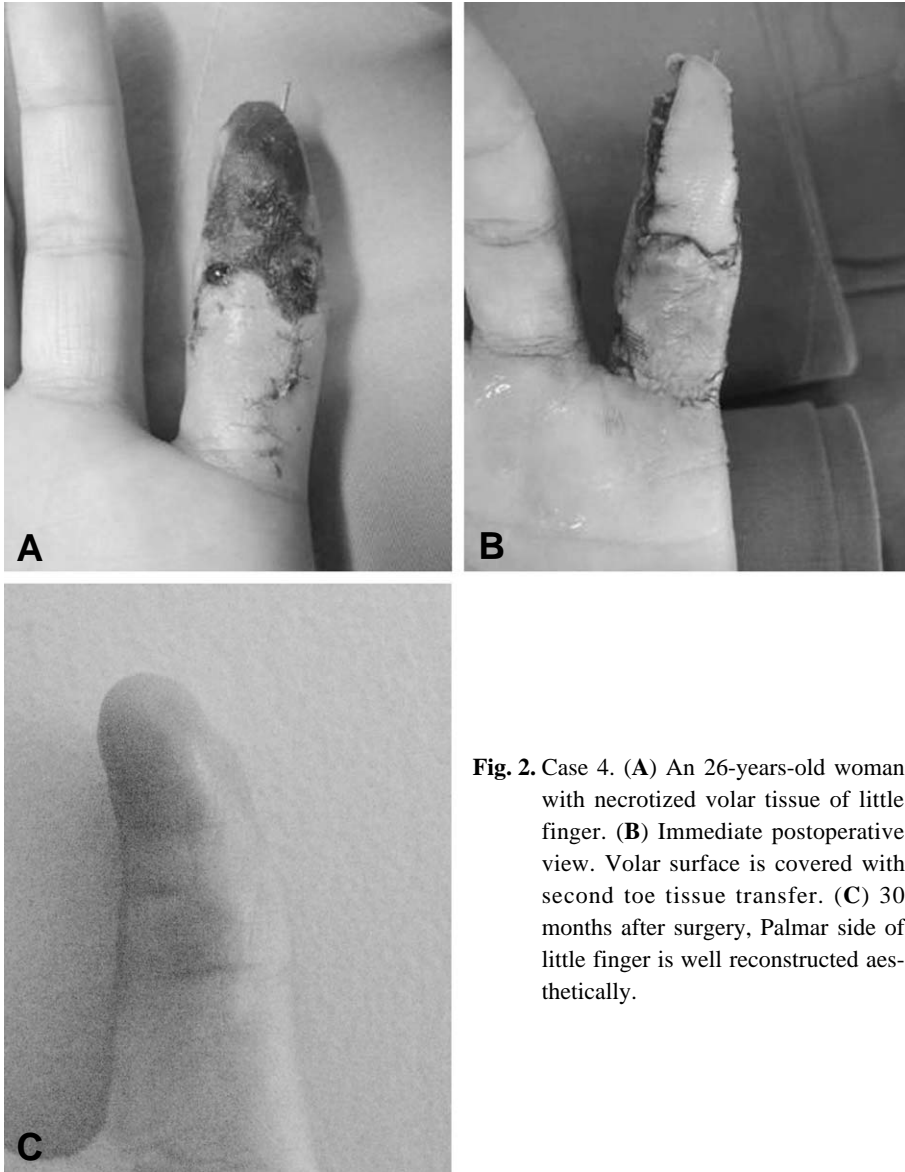 A
B
C
Fig. 2. Case 4. (A) An 26-years-old woman
with necrotized volar tissue of little
finger. (B) Immediate postoperative
view. Volar surface is covered with
second toe tissue transfer. (C) 30
months after surgery, Palmar side of
little finger is well reconstructed aes-
thetically.